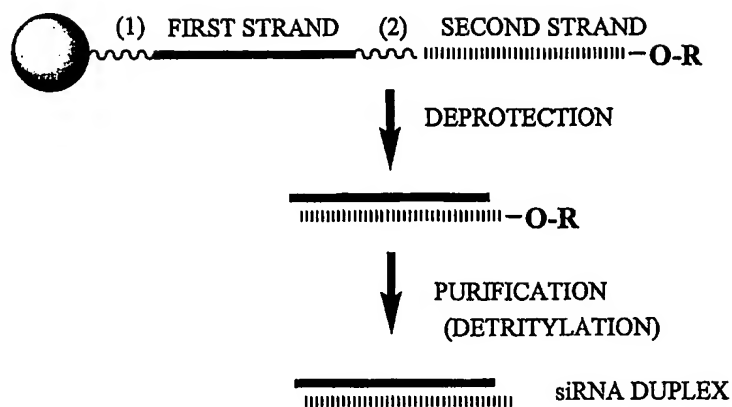 (1) FIRST STRAND (2) SECOND STRAND
-O-R
DEPROTECTION
-O-R
PURIFICATION
(DETRITYLATION)
siRNA DUPLEX